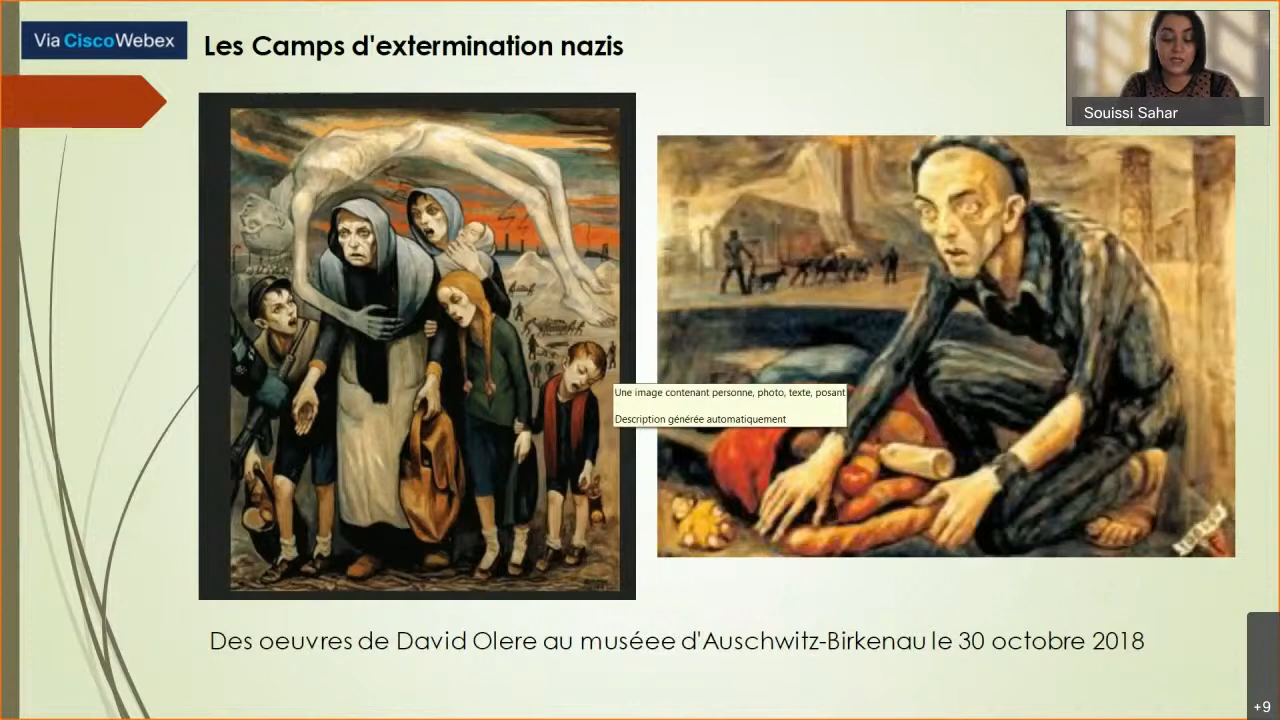 Via CiscoWebex
Les Camps d'extermination nazis
Souissi Sahar
Une image contenant personne, photo, texte, posant
Description générée automatiquement
Des oeuvres de David Olere au muséee d'Auschwitz-Birkenau le 30 octobre 2018
+9